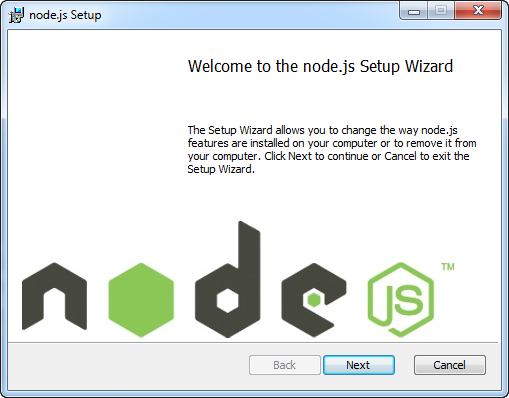 node.js Setup
Welcome to the node.js Setup Wizard
The Setup Wizard allows you to change the way node.js
features are installed on your computer or to remove it from
your computer. Click Next to continue or Cancel to exit the
Setup Wizard.
node JS ™
Back Next Cancel